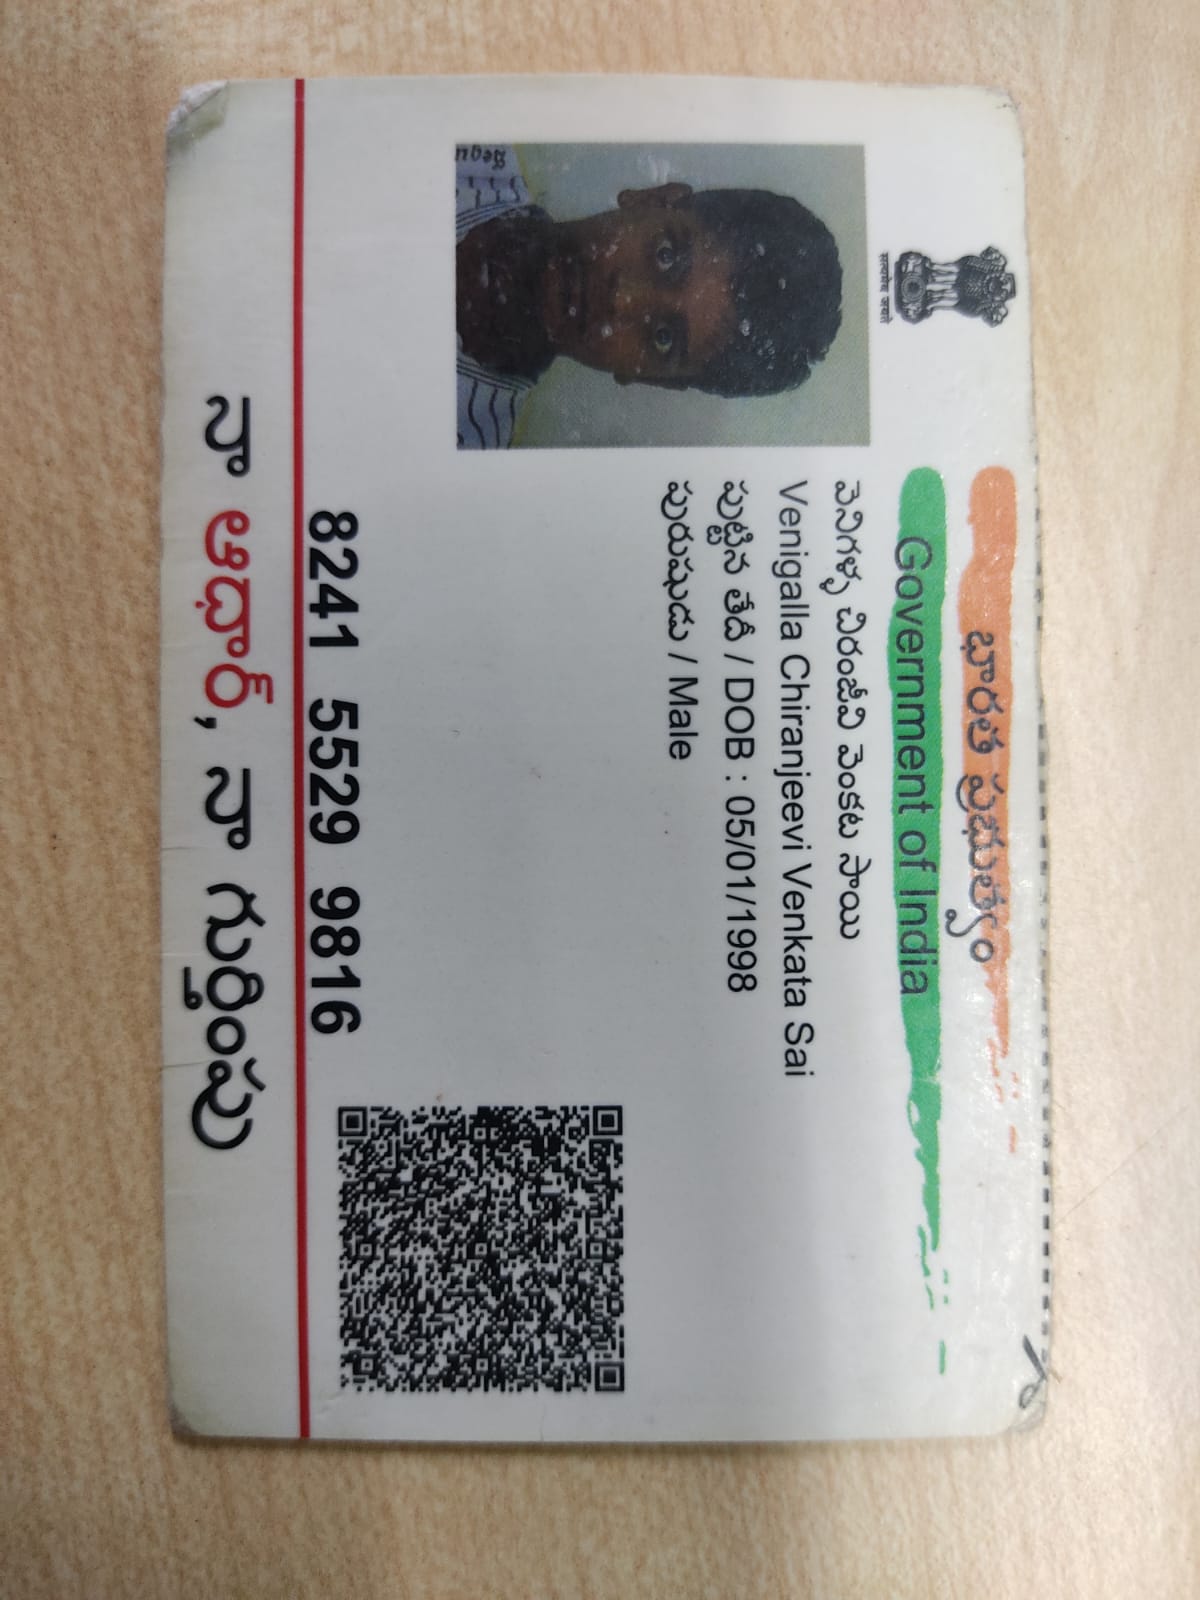 భారత ప్రభుత్వం
Government of India
सत्यमेव जयते
వెనిగళ్ళ చిరంజీవి వెంకట సాయి
Venigalla Chiranjeevi Venkata Sai
పుట్టిన తేదీ / DOB : 05/01/1998
పురుషుడు / Male
8241 5529 9816
నా ఆధార్, నా గుర్తింపు